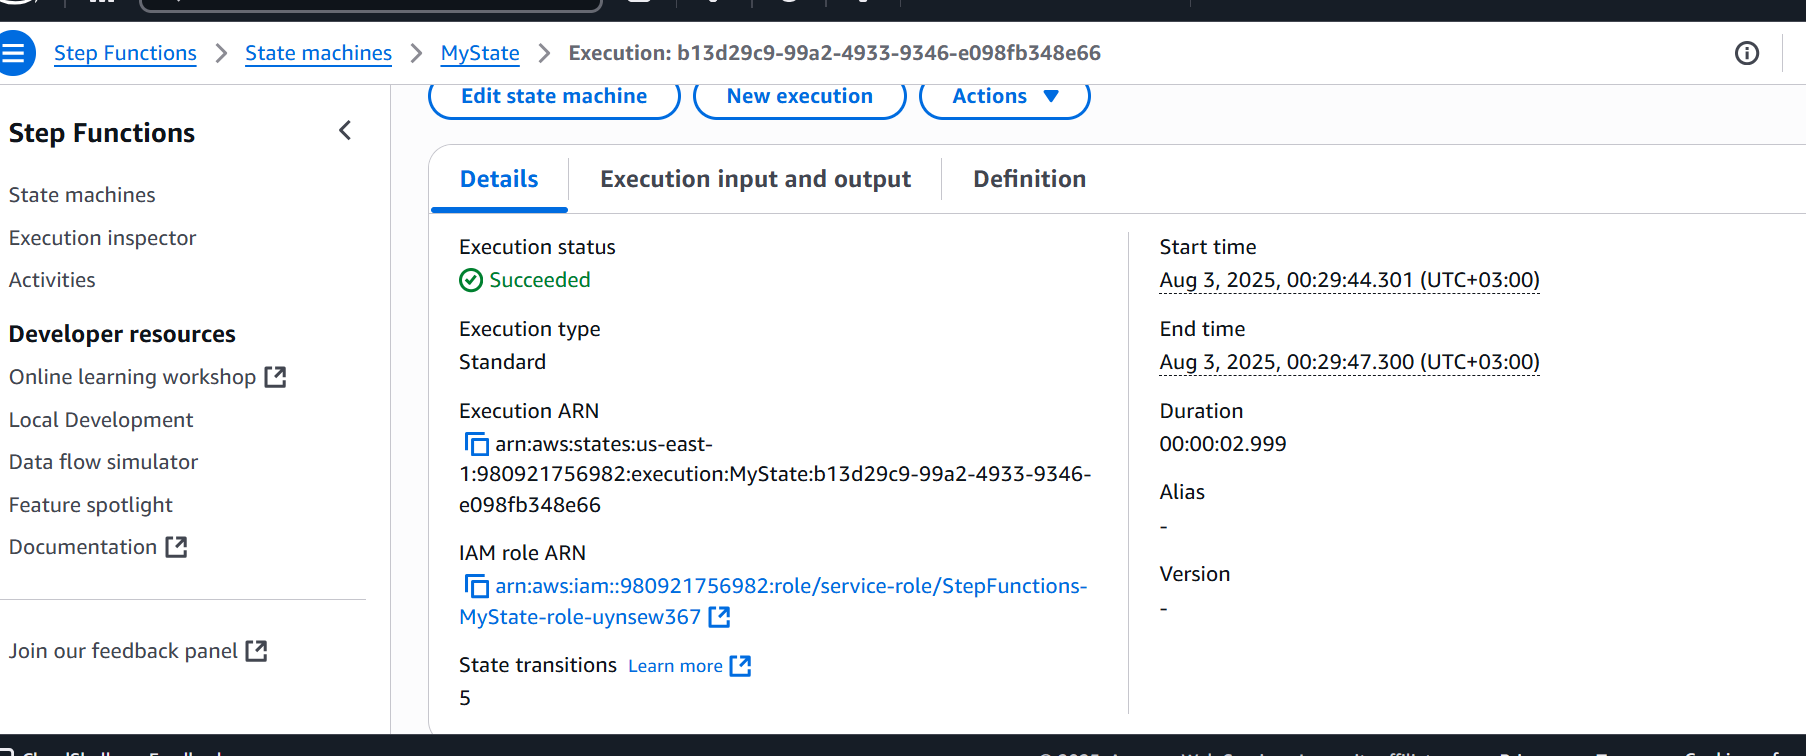 Step Functions > State machines > MyState > Execution: b13d29c9-99a2-4933-9346-e098fb348e66
Edit state machine New execution Actions
Step Functions
State machines
Execution inspector
Activities
Developer resources
Online learning workshop
Local Development
Data flow simulator
Feature spotlight
Documentation
Join our feedback panel
Details Execution input and output Definition
Execution status
Succeeded
Execution type
Standard
Execution ARN
arn:aws:states:us-east-
1:980921756982:execution:MyState:b13d29c9-99a2-4933-9346-
e098fb348e66
IAM role ARN
arn:aws:iam::980921756982:role/service-role/StepFunctions-
MyState-role-uynsew367
State transitions Learn more
5
Start time
Aug 3, 2025, 00:29:44.301 (UTC+03:00)
End time
Aug 3, 2025, 00:29:47.300 (UTC+03:00)
Duration
00:00:02.999
Alias
-
Version
-